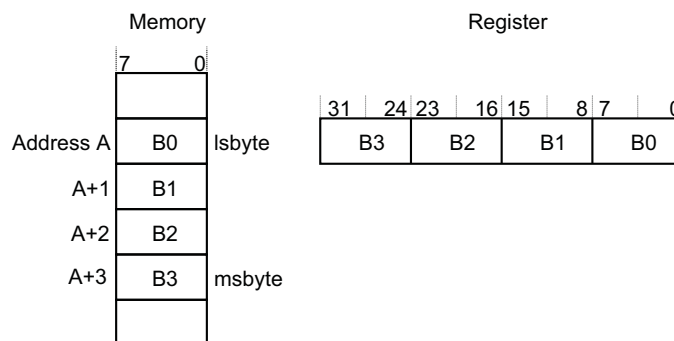 Memory
Register
7 0
31 24 23 16 15 8 7 0
Address A B0 lsbyte
B3 B2 B1 B0
A+1 B1
A+2 B2
A+3 B3 msbyte